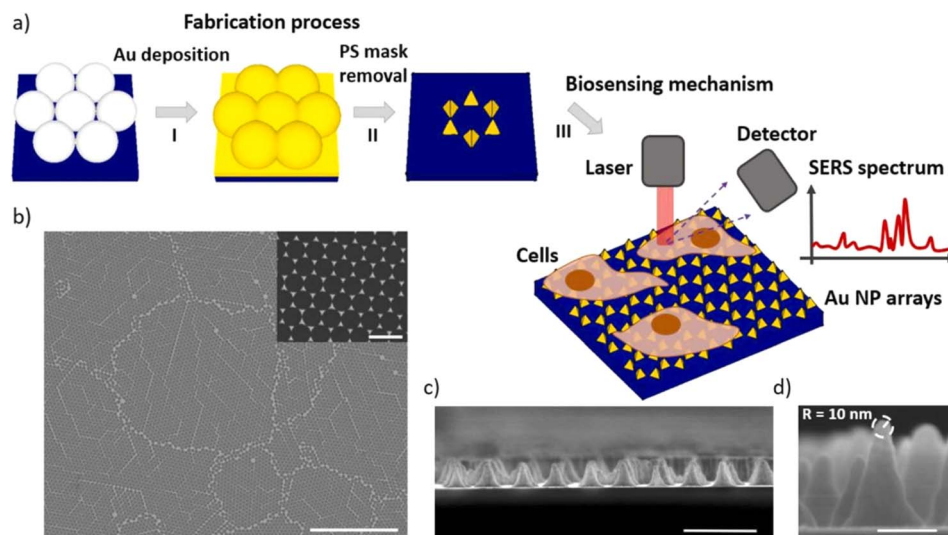 a)
Fabrication process
Au deposition
I
PS mask
removal
II
III
Biosensing mechanism
Laser
Detector
SERS spectrum
Cells
Au NP arrays
b)
c)
d)
R = 10 nm